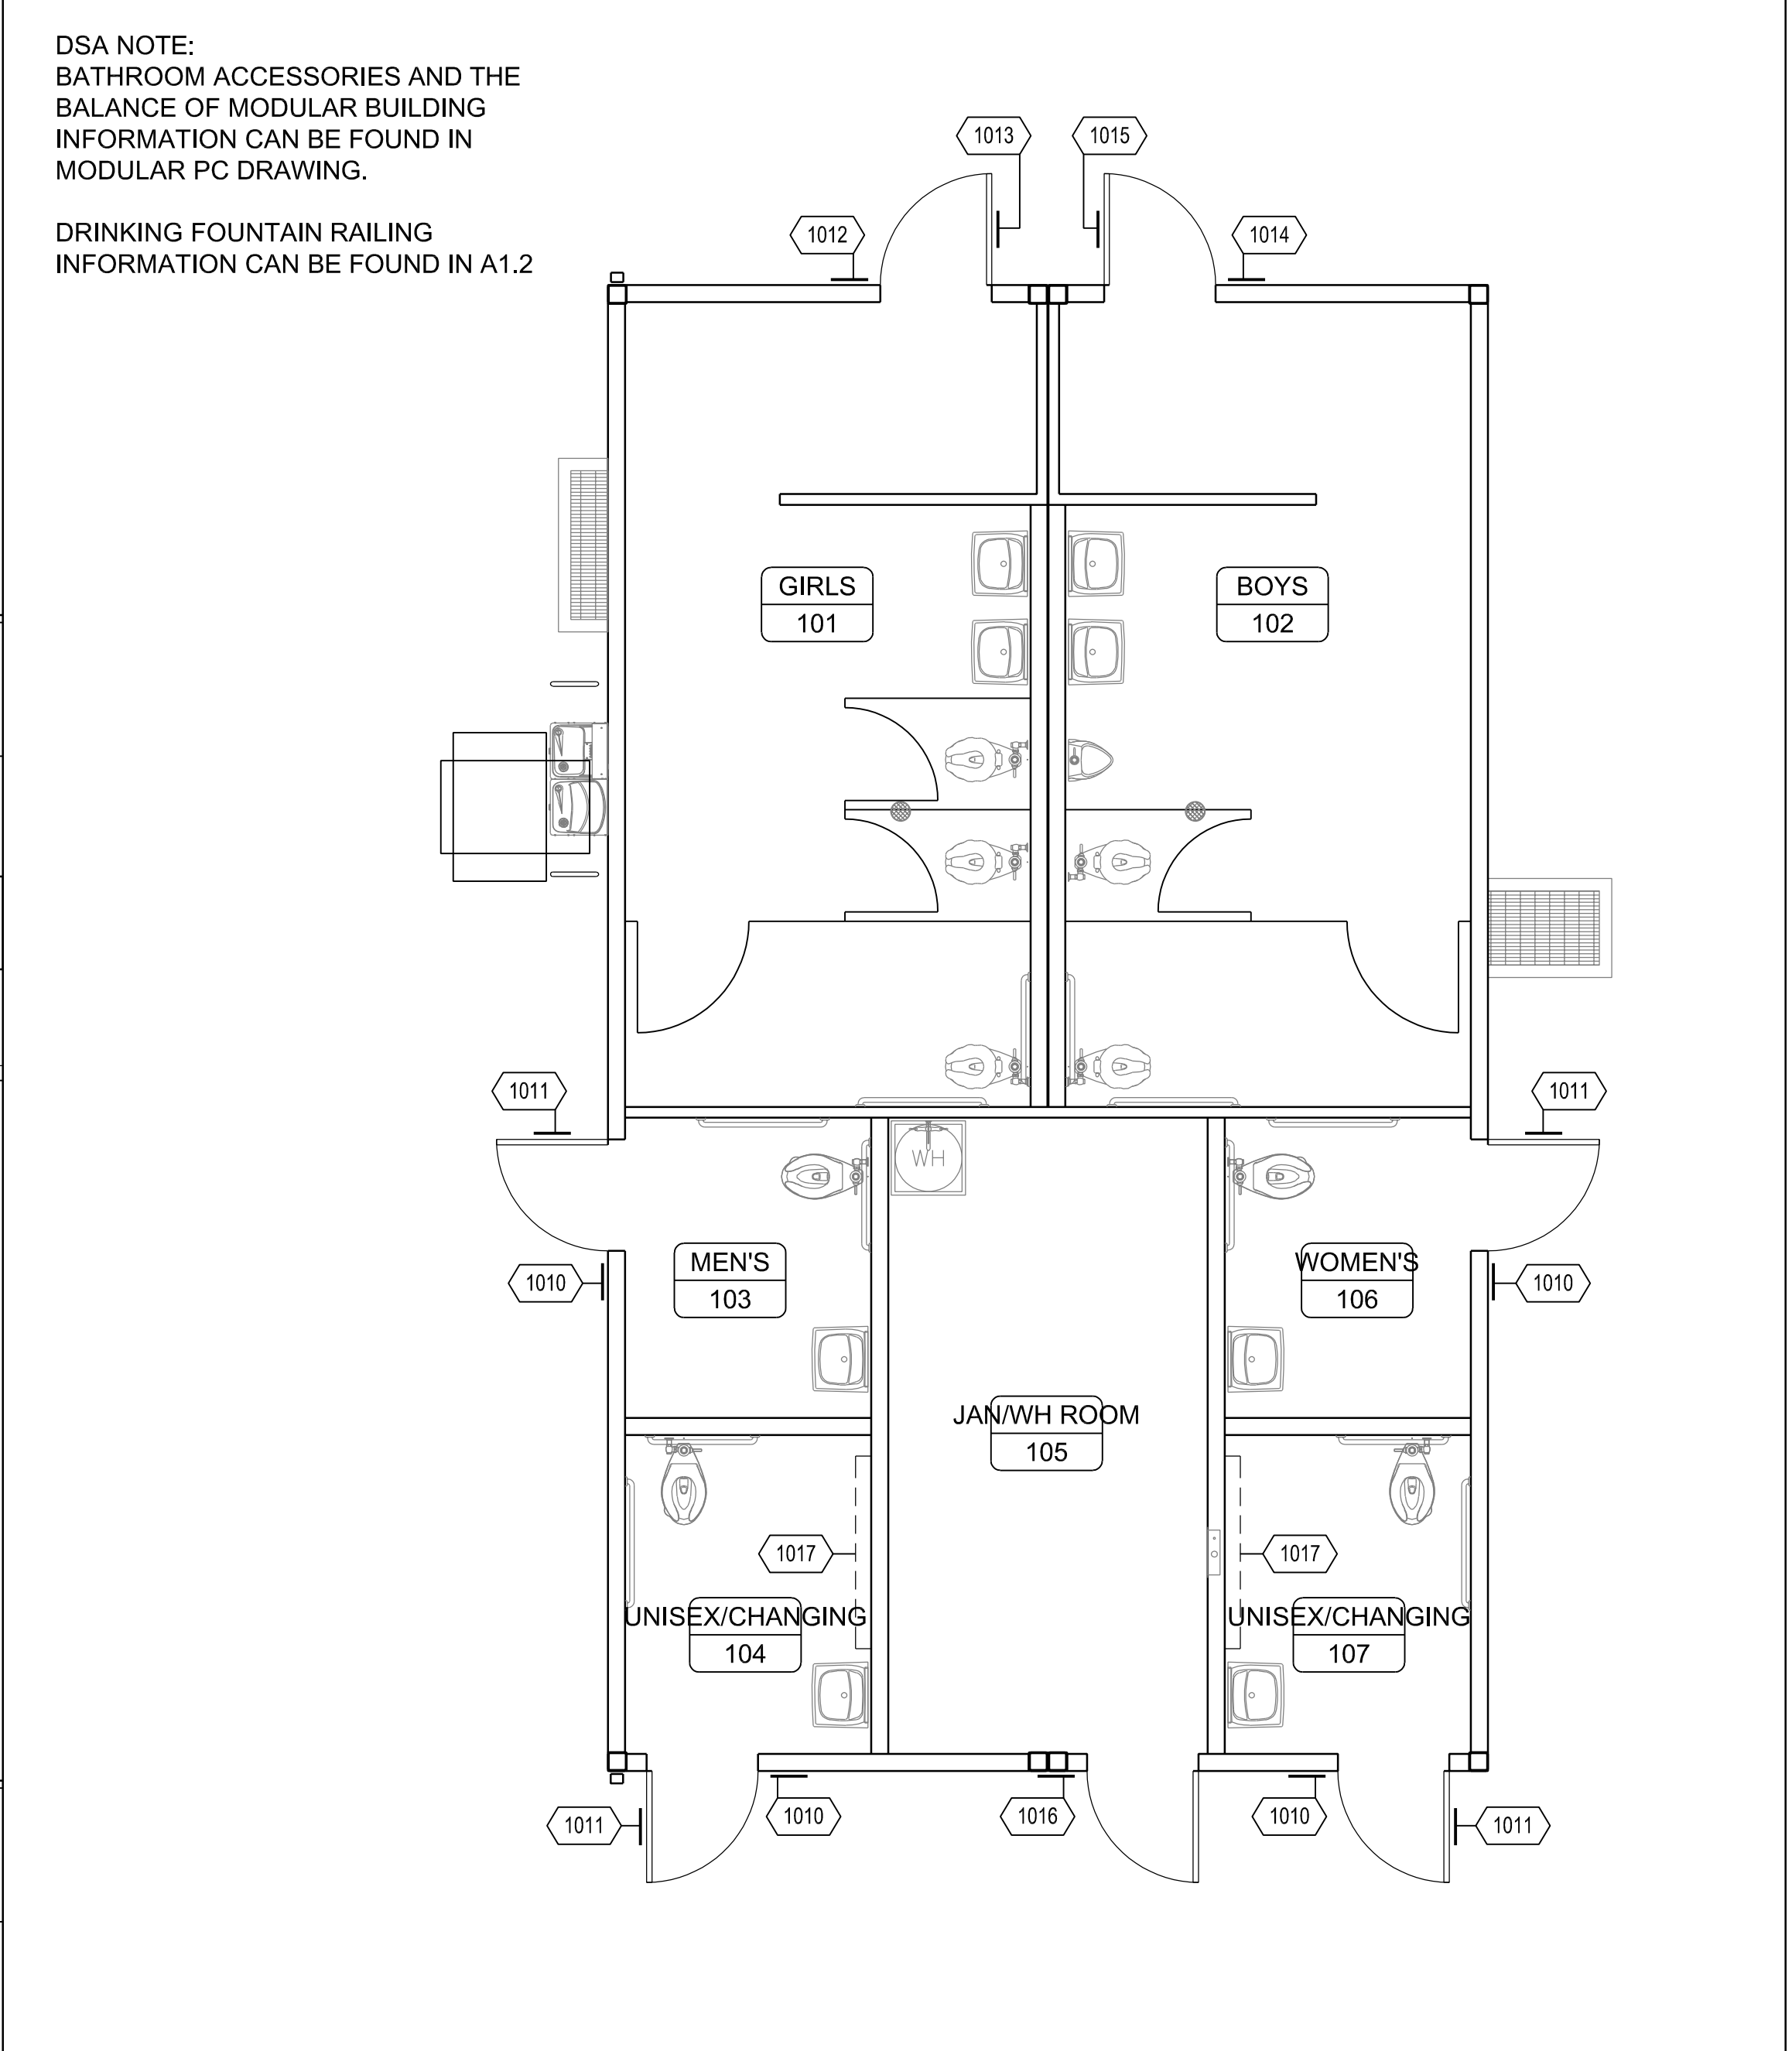 DSA NOTE:
BATHROOM ACCESSORIES AND THE
BALANCE OF MODULAR BUILDING
INFORMATION CAN BE FOUND IN
MODULAR PC DRAWING.
DRINKING FOUNTAIN RAILING
INFORMATION CAN BE FOUND IN A1.2
1013
1015
1012
1014
GIRLS
101
BOYS
102
1011
1011
WH
MEN'S
103
WOMEN'S
106
1010
1010
JAN/WH ROOM
105
1017
1017
UNISEX/CHANGING
104
UNISEX/CHANGING
107
1011
1010
1016
1010
1011